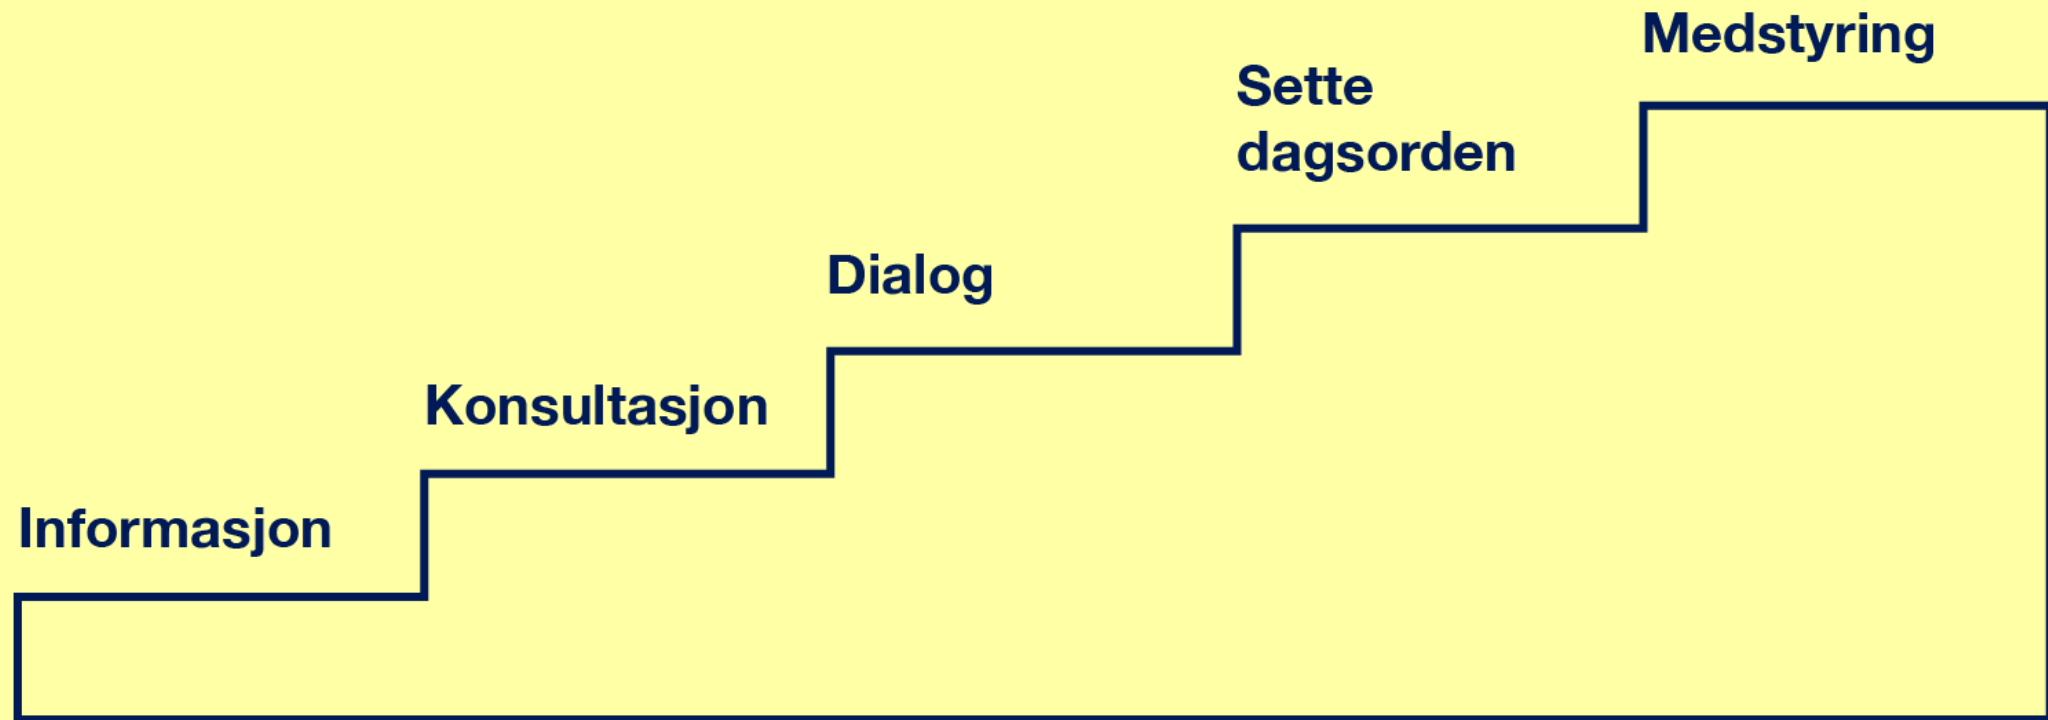 Medstyring
Sette
dagsorden
Dialog
Konsultasjon
Informasjon